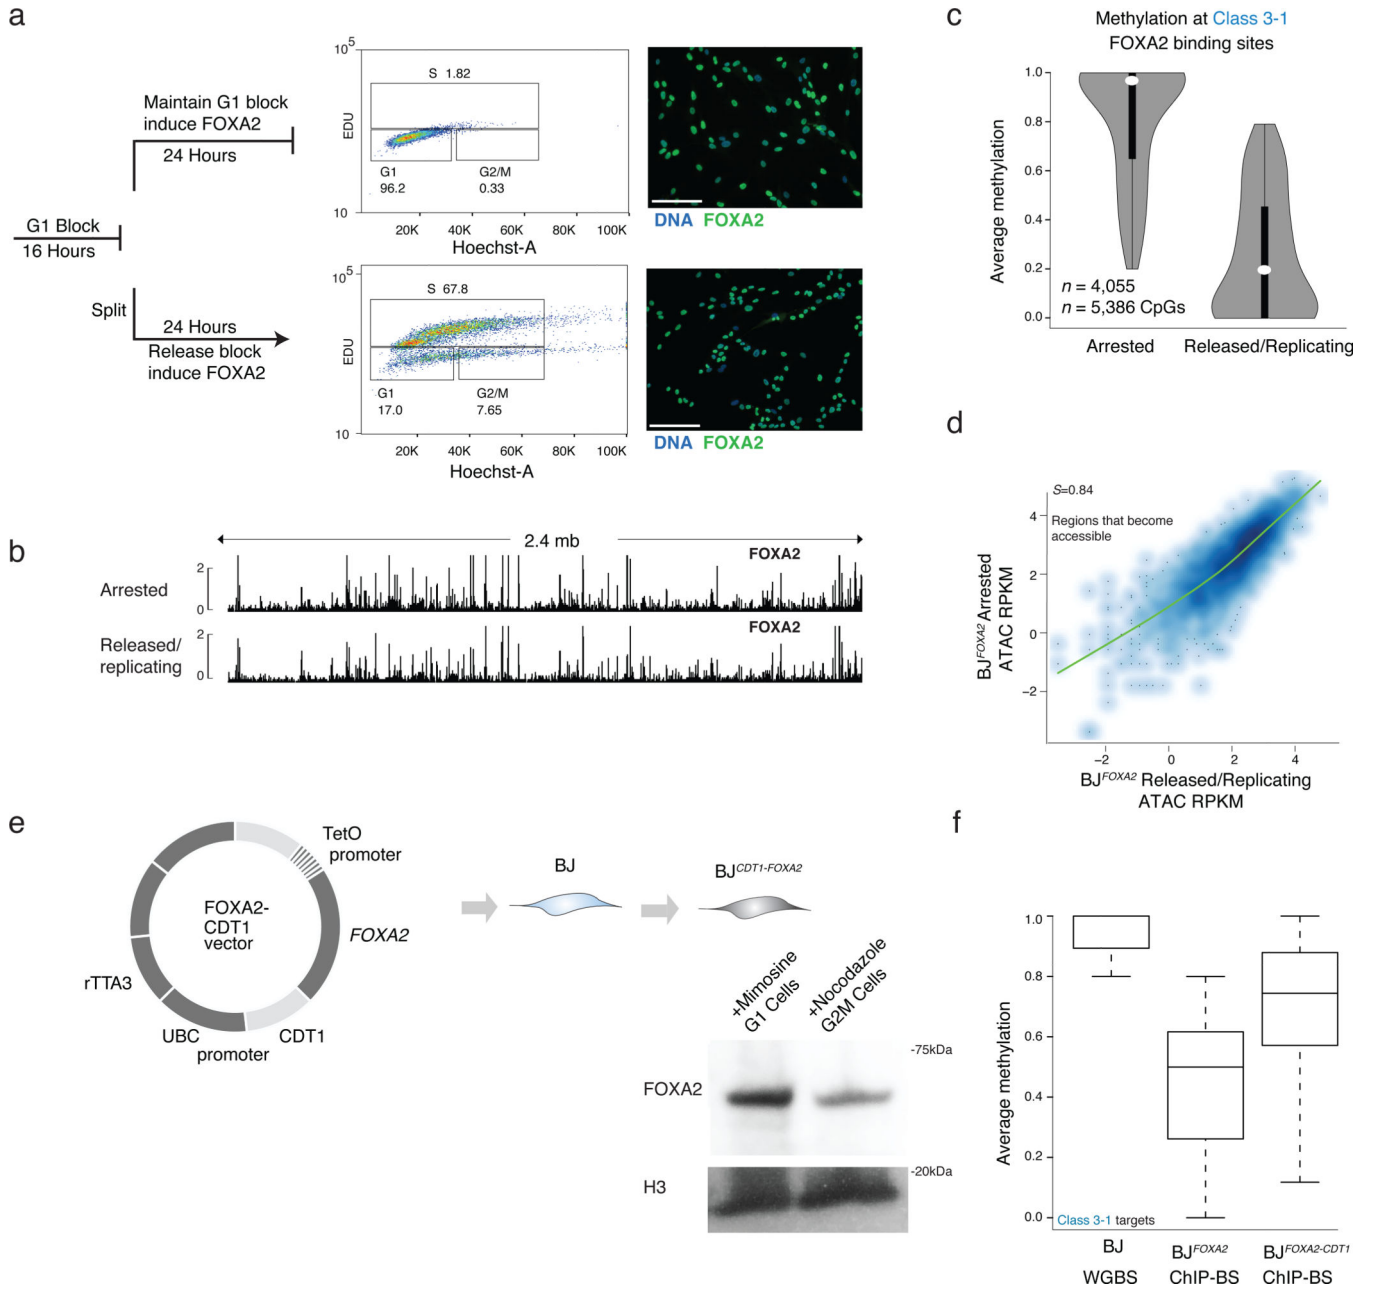 a
Maintain G1 block
induce FOXA2
24 Hours
G1 Block
16 Hours
Split
24 Hours
Release block
induce FOXA2
10^5
EDU
10
S 1.82
G1
96.2
G2/M
0.33
20K 40K 60K 80K 100K
Hoechst-A
DNA FOXA2
10^5
EDU
10
S 67.8
G1
17.0
G2/M
7.65
20K 40K 60K 80K 100K
Hoechst-A
DNA FOXA2
b
2.4 mb
Arrested
2
0
FOXA2
Released/
replicating
2
0
FOXA2
c
Methylation at Class 3-1
FOXA2 binding sites
Average methylation
1.0
0.8
0.6
0.4
0.2
0.0
n = 4,055
n = 5,386 CpGs
Arrested Released/Replicating
d
S=0.84
Regions that become
accessible
BJ^FOXA2 Arrested
ATAC RPKM
4
2
0
−2
−2 0 2 4
BJ^FOXA2 Released/Replicating
ATAC RPKM
e
TetO
promoter
FOXA2-
CDT1
vector
FOXA2
rTTA3
UBC
promoter
CDT1
BJ
BJ^CDT1-FOXA2
+Mimosine
G1 Cells
+Nocodazole
G2M Cells
-75kDa
FOXA2
-20kDa
H3
f
Average methylation
1.0
0.8
0.6
0.4
0.2
0.0
Class 3-1 targets
BJ
WGBS
BJ^FOXA2
ChIP-BS
BJ^FOXA2-CDT1
ChIP-BS